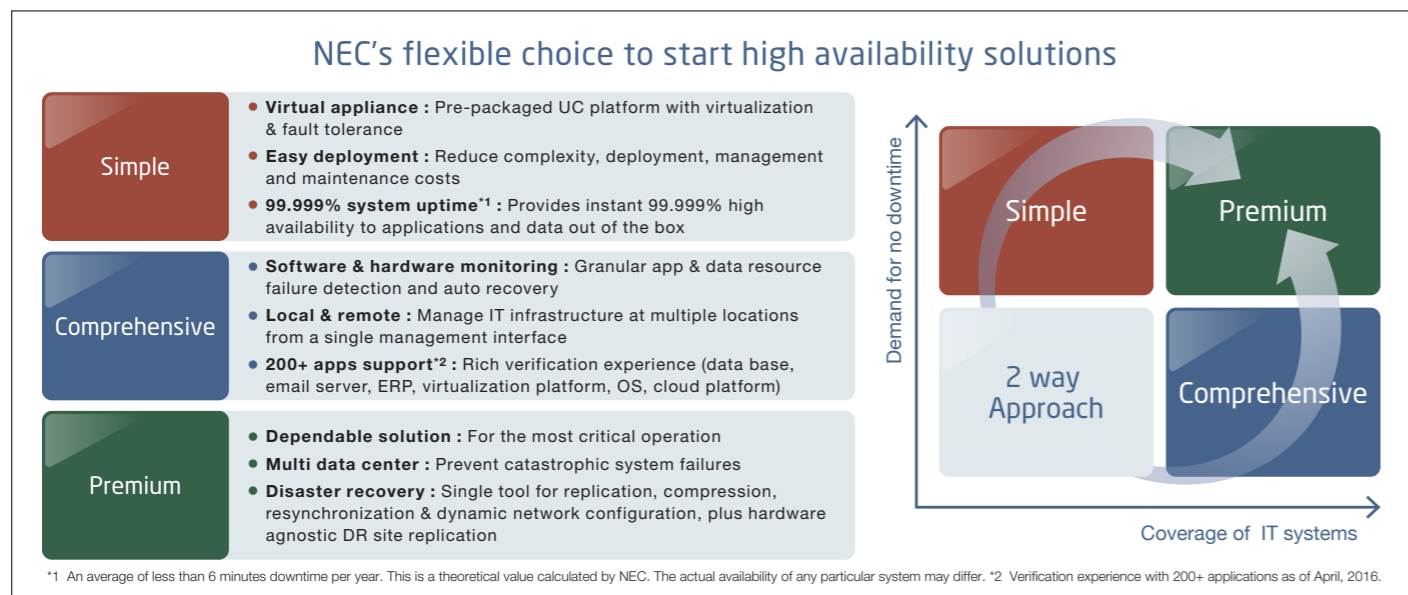 NEC's flexible choice to start high availability solutions
Simple
• Virtual appliance : Pre-packaged UC platform with virtualization
& fault tolerance
• Easy deployment : Reduce complexity, deployment, management
and maintenance costs
• 99.999% system uptime*1 : Provides instant 99.999% high
availability to applications and data out of the box
Comprehensive
• Software & hardware monitoring : Granular app & data resource
failure detection and auto recovery
• Local & remote : Manage IT infrastructure at multiple locations
from a single management interface
• 200+ apps support*2 : Rich verification experience (data base,
email server, ERP, virtualization platform, OS, cloud platform)
Premium
• Dependable solution : For the most critical operation
• Multi data center : Prevent catastrophic system failures
• Disaster recovery : Single tool for replication, compression,
resynchronization & dynamic network configuration, plus hardware
agnostic DR site replication
Demand for no downtime
Simple
Premium
2 way
Approach
Comprehensive
Coverage of IT systems
*1 An average of less than 6 minutes downtime per year. This is a theoretical value calculated by NEC. The actual availability of any particular system may differ. *2 Verification experience with 200+ applications as of April, 2016.